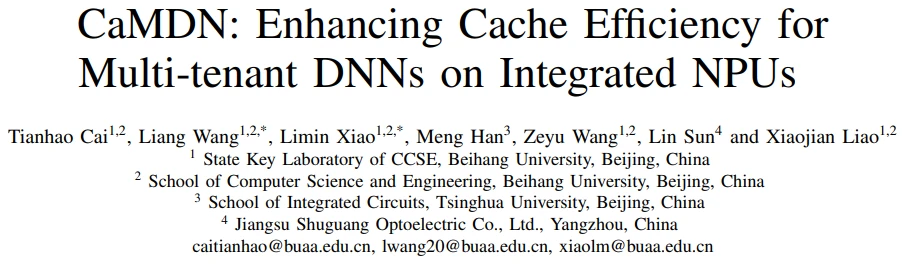 CaMDN: Enhancing Cache Efficiency for
Multi-tenant DNNs on Integrated NPUs
Tianhao Cai1,2, Liang Wang1,2,*, Limin Xiao1,2,*, Meng Han3, Zeyu Wang1,2, Lin Sun4 and Xiaojian Liao1,2
1 State Key Laboratory of CCSE, Beihang University, Beijing, China
2 School of Computer Science and Engineering, Beihang University, Beijing, China
3 School of Integrated Circuits, Tsinghua University, Beijing, China
4 Jiangsu Shuguang Optoelectric Co., Ltd., Yangzhou, China
caitianhao@buaa.edu.cn, lwang20@buaa.edu.cn, xiaolm@buaa.edu.cn